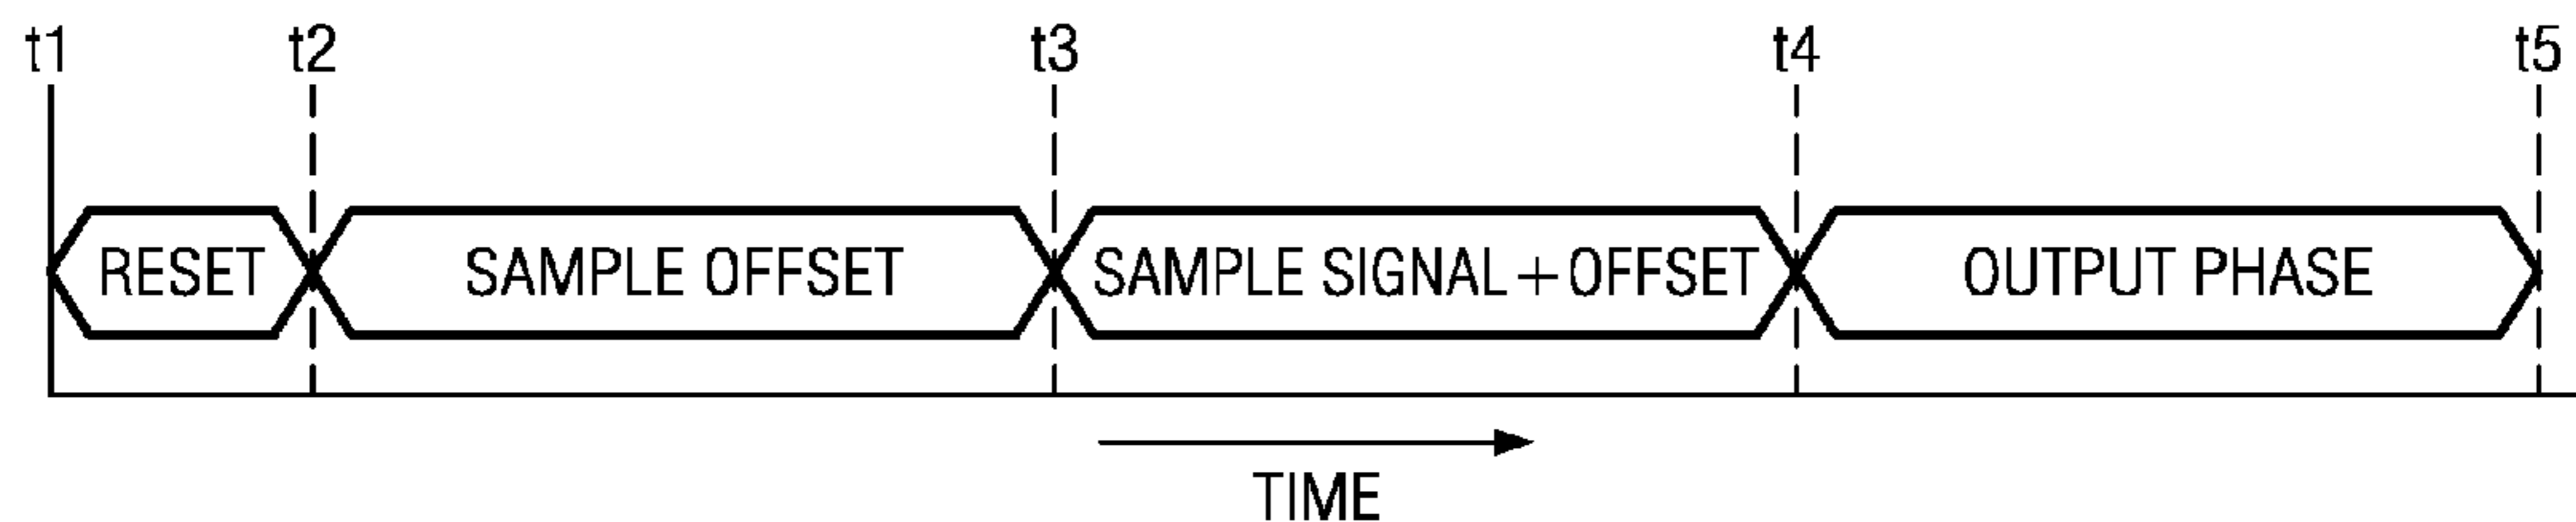 t1 t2 t3 t4 t5
RESET SAMPLE OFFSET SAMPLE SIGNAL+OFFSET OUTPUT PHASE
TIME